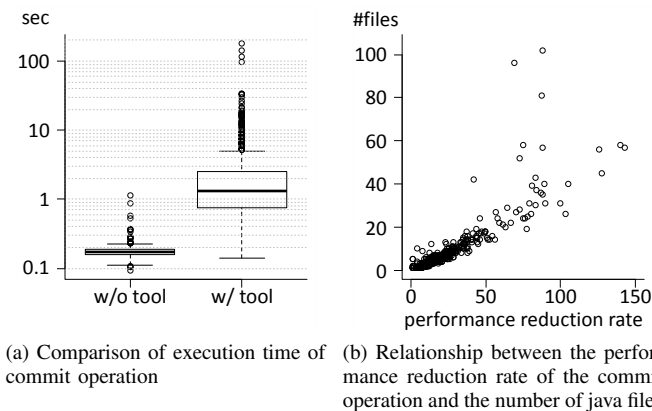 sec
100
10
1
0.1
w/o tool
w/ tool
#files
100
80
60
40
20
0
0
50
100
150
performance reduction rate
(a) Comparison of execution time of
commit operation
(b) Relationship between the perfor-
mance reduction rate of the commi
operation and the number of java file